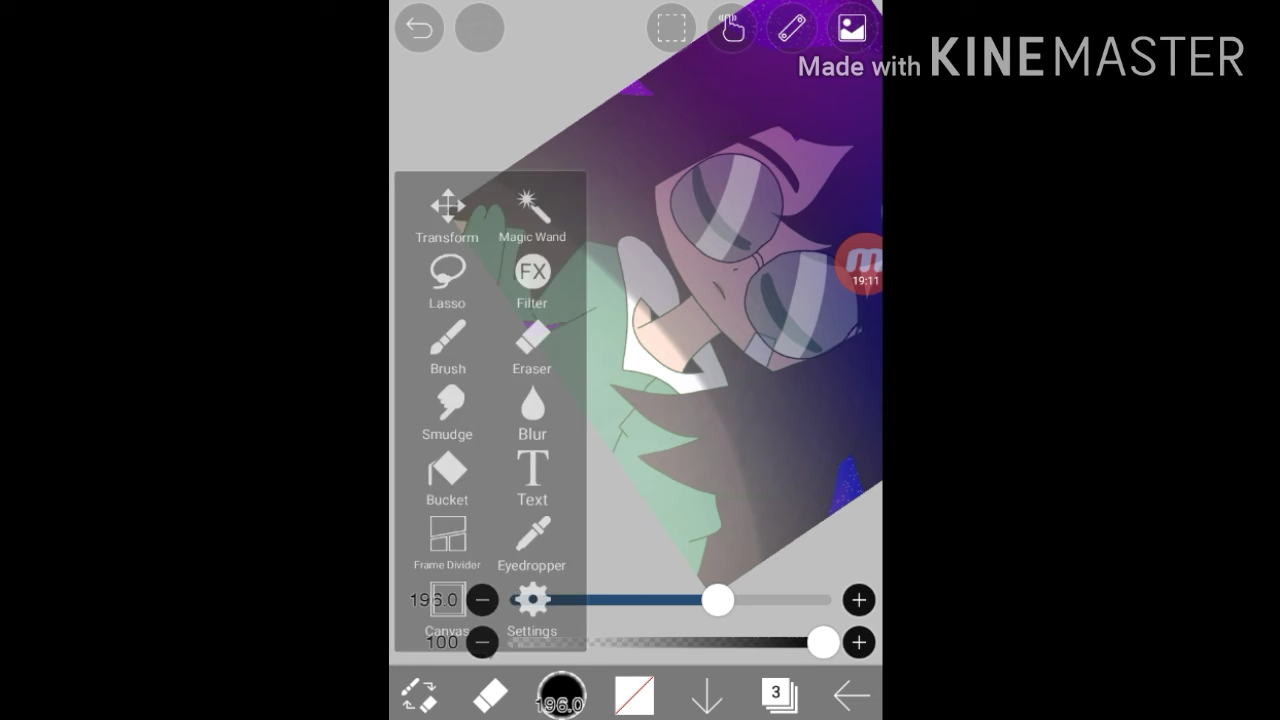 Made with KINEMASTER
Transform
Magic Wand
FX
Lasso
Filter
Brush
Eraser
Smudge
Blur
T
Bucket
Text
Frame Divider
Eyedropper
Canvas
Settings
19:11
196.0
100
196.0
3